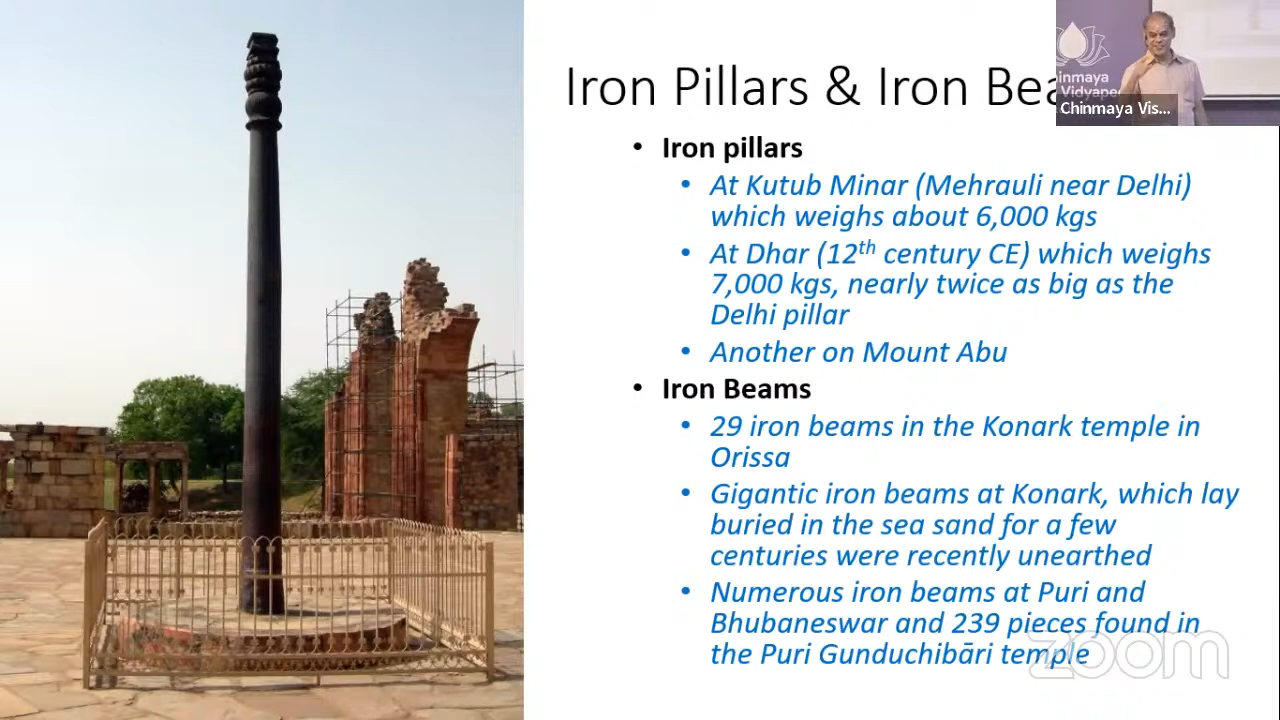 Iron Pillars & Iron Bea
inmaya
Vidyape
Chinmaya Vis...
• Iron pillars
• At Kutub Minar (Mehrauli near Delhi)
which weighs about 6,000 kgs
• At Dhar (12th century CE) which weighs
7,000 kgs, nearly twice as big as the
Delhi pillar
• Another on Mount Abu
• Iron Beams
• 29 iron beams in the Konark temple in
Orissa
• Gigantic iron beams at Konark, which lay
buried in the sea sand for a few
centuries were recently unearthed
• Numerous iron beams at Puri and
Bhubaneswar and 239 pieces found in
the Puri Gunduchibāri temple
zoom